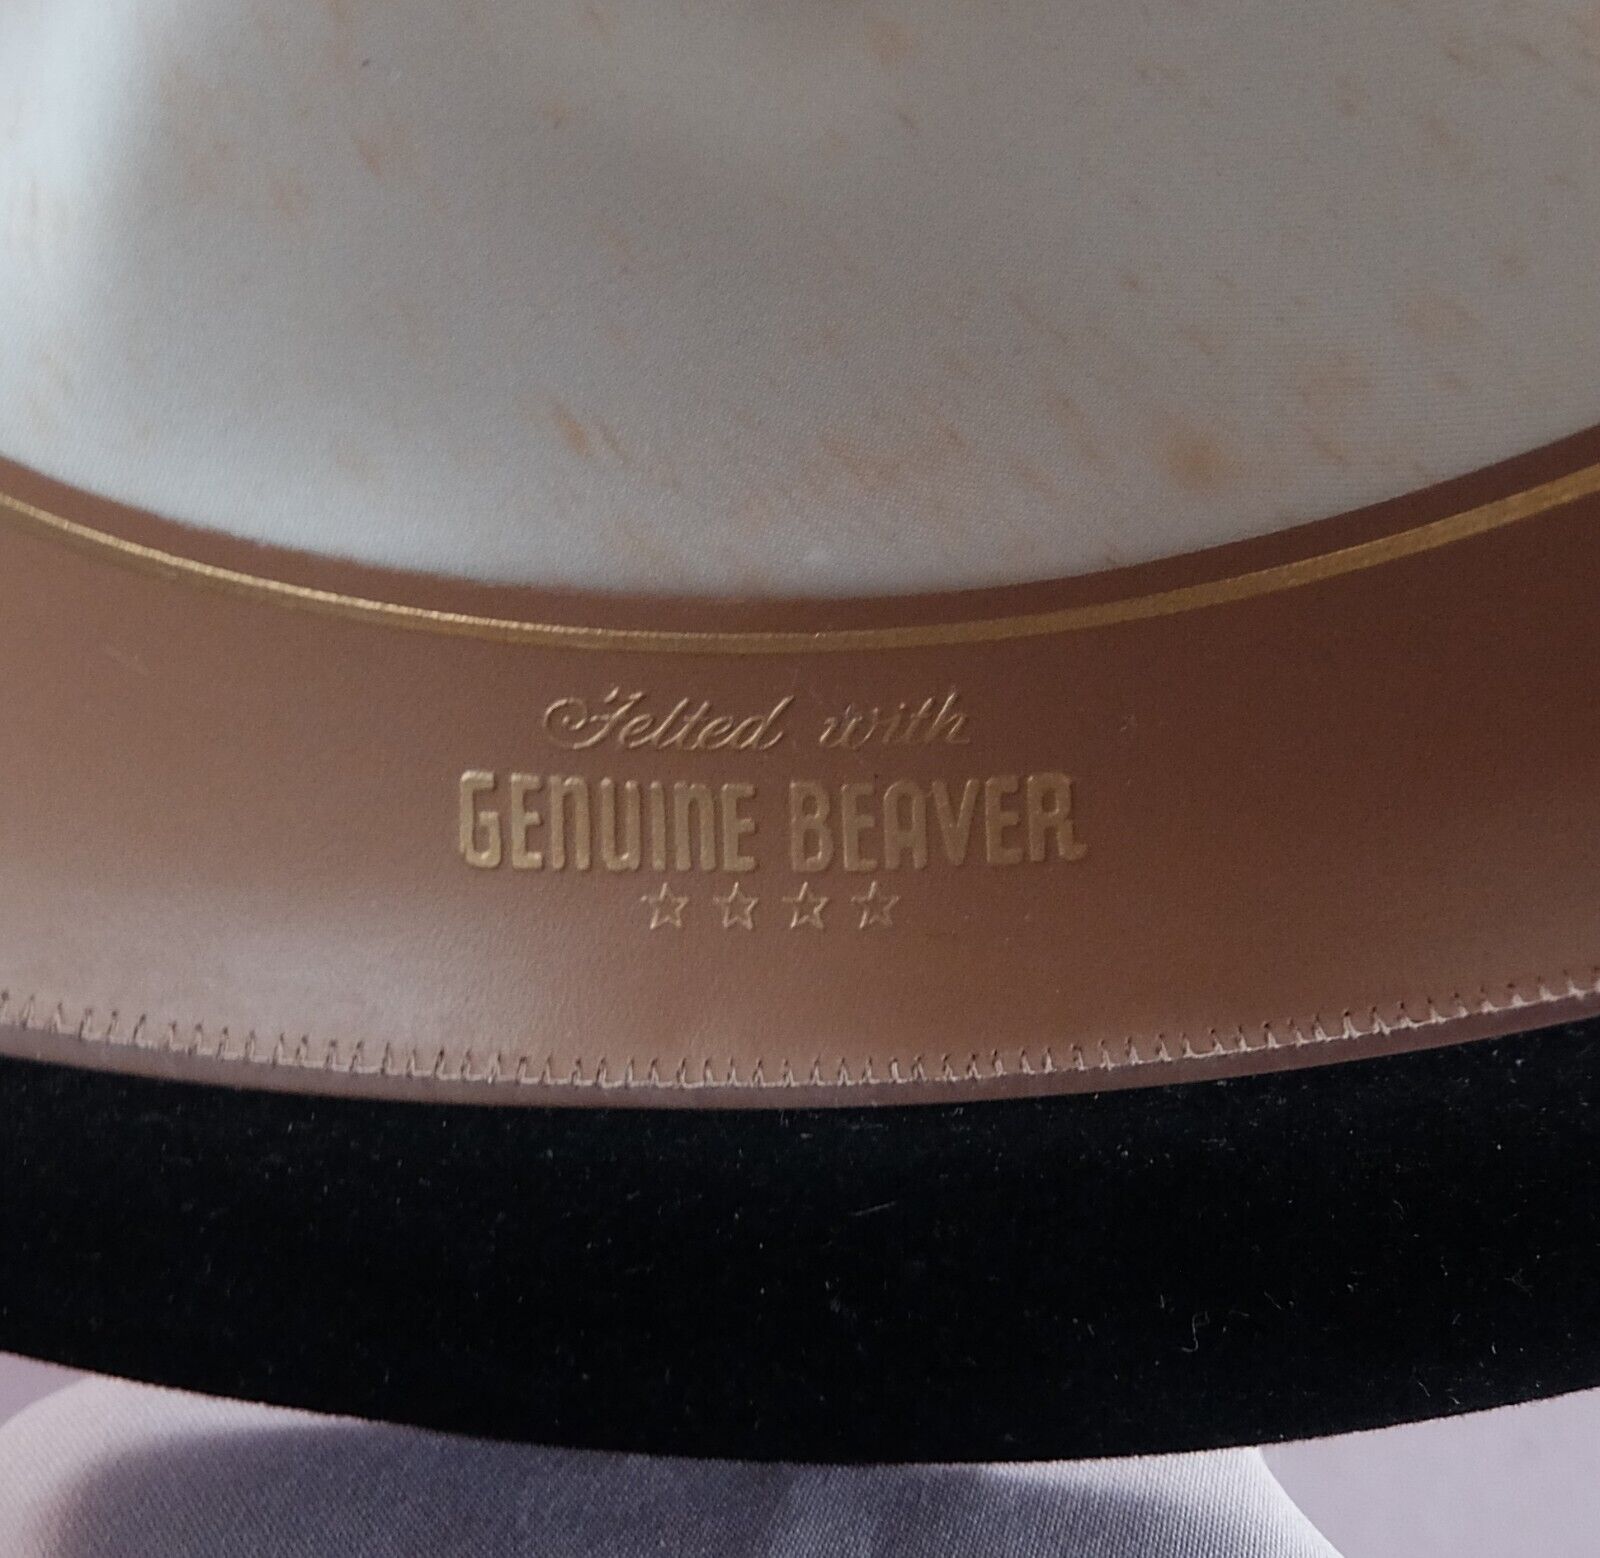 Felted with
GENUINE BEAVER
☆ ☆ ☆ ☆